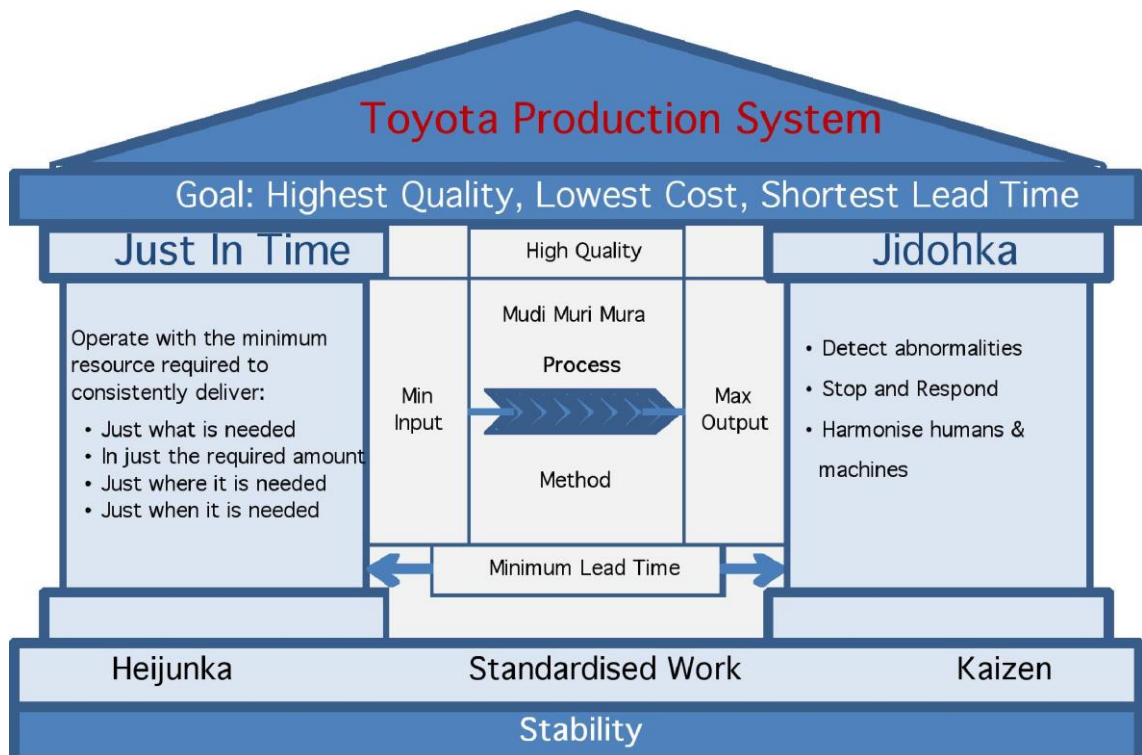 Toyota Production System
Goal: Highest Quality, Lowest Cost, Shortest Lead Time
Just In Time
Operate with the minimum
resource required to
consistently deliver:
• Just what is needed
• In just the required amount
• Just where it is needed
• Just when it is needed
High Quality
Mudi Muri Mura
Process
Min
Input
Max
Output
Method
Minimum Lead Time
Jidohka
• Detect abnormalities
• Stop and Respond
• Harmonise humans &
machines
Heijunka
Standardised Work
Kaizen
Stability